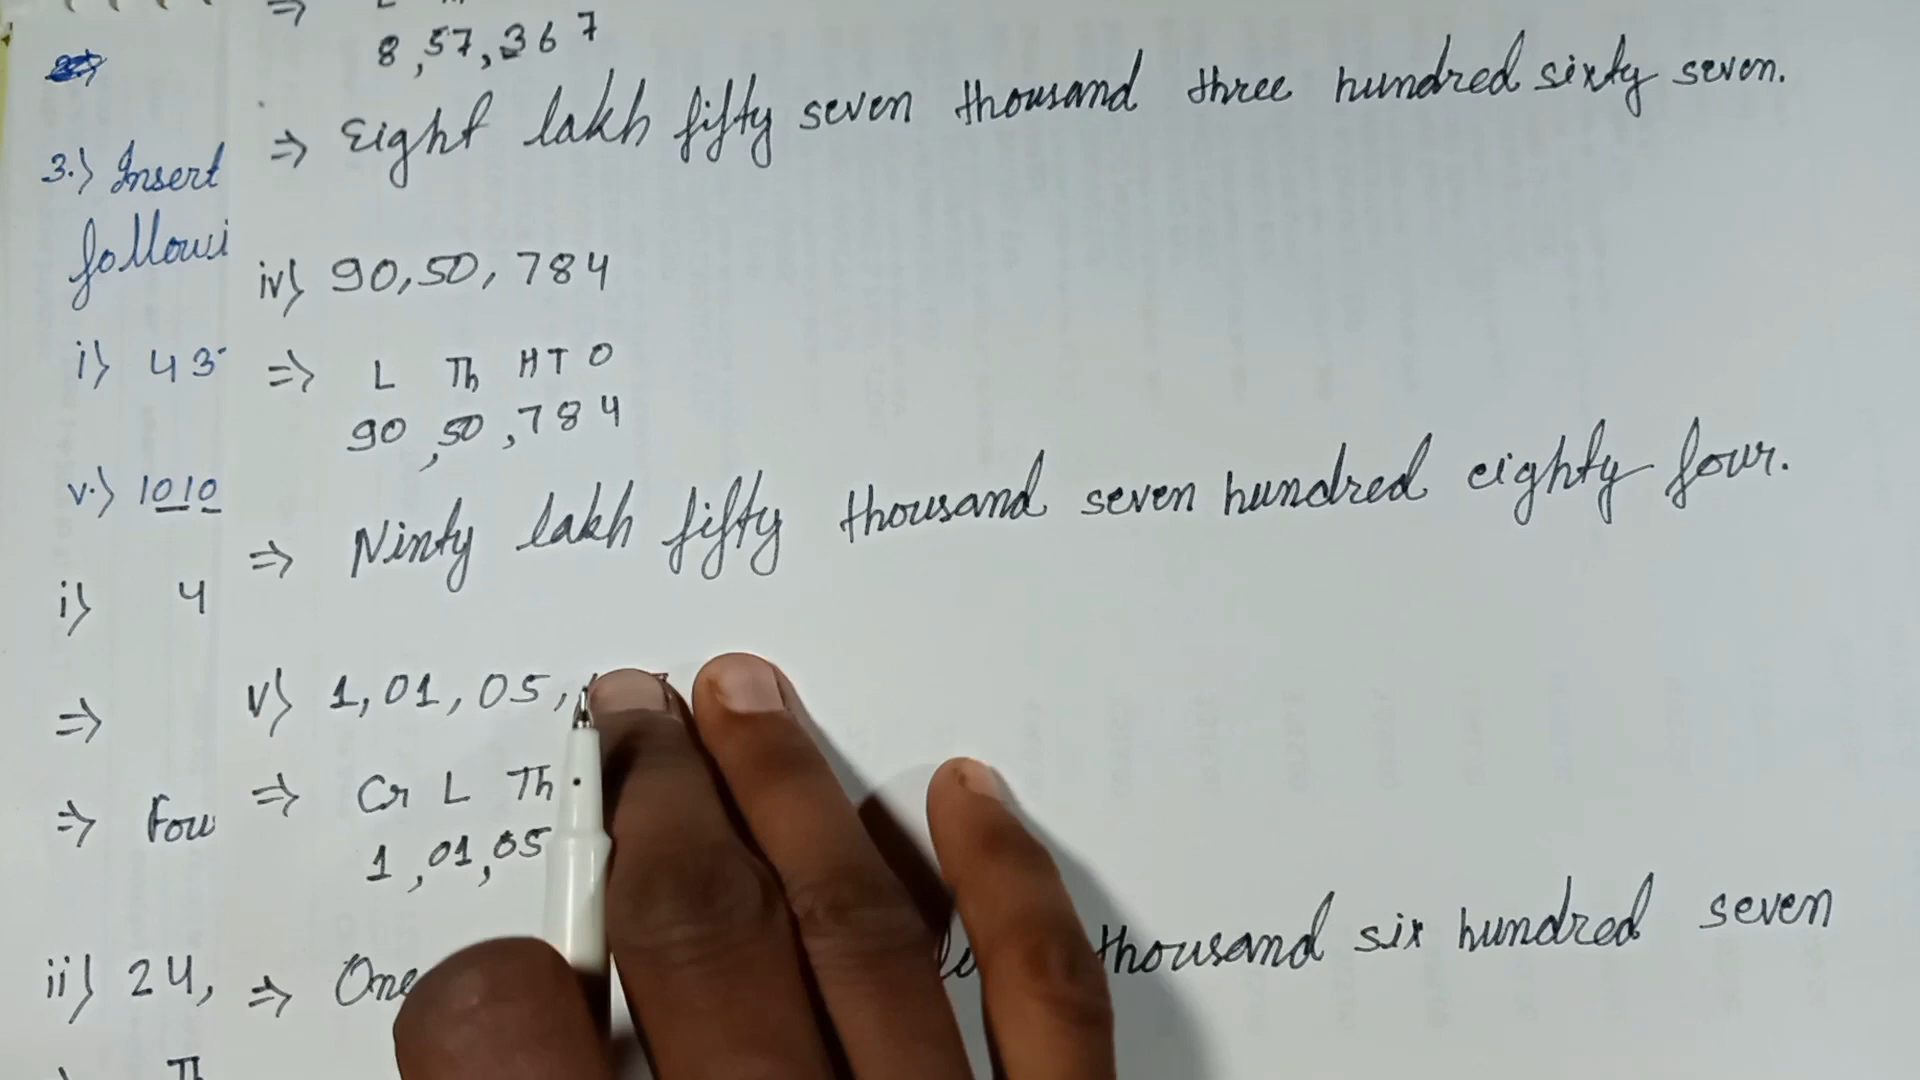 8,57,367
⇒ Eight lakh fifty seven thousand three hundred sixty seven.
iv) 90,50,784
⇒ L Th H T O
90,50,784
⇒ Ninty lakh fifty thousand seven hundred eighty four.
v) 1,01,05,
⇒ Cr L Th
1,01,05
⇒ One thousand six hundred seven
3.) Insert
followi
i) 43
v.) 1010
i) 4
⇒
⇒ Fou
ii) 24,
Th